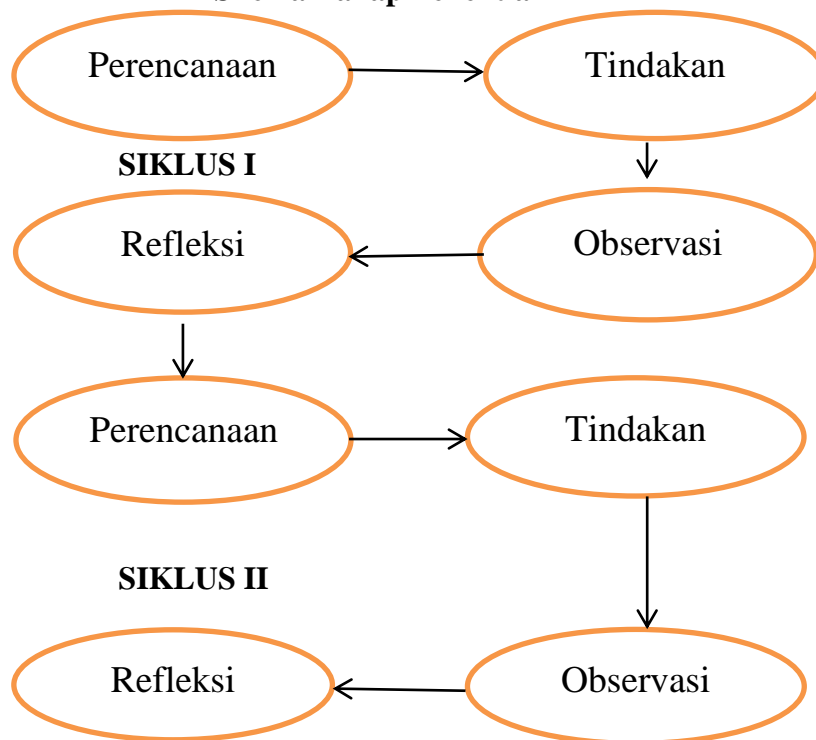 Perencanaan
Tindakan
SIKLUS I
Refleksi
Observasi
Perencanaan
Tindakan
SIKLUS II
Refleksi
Observasi